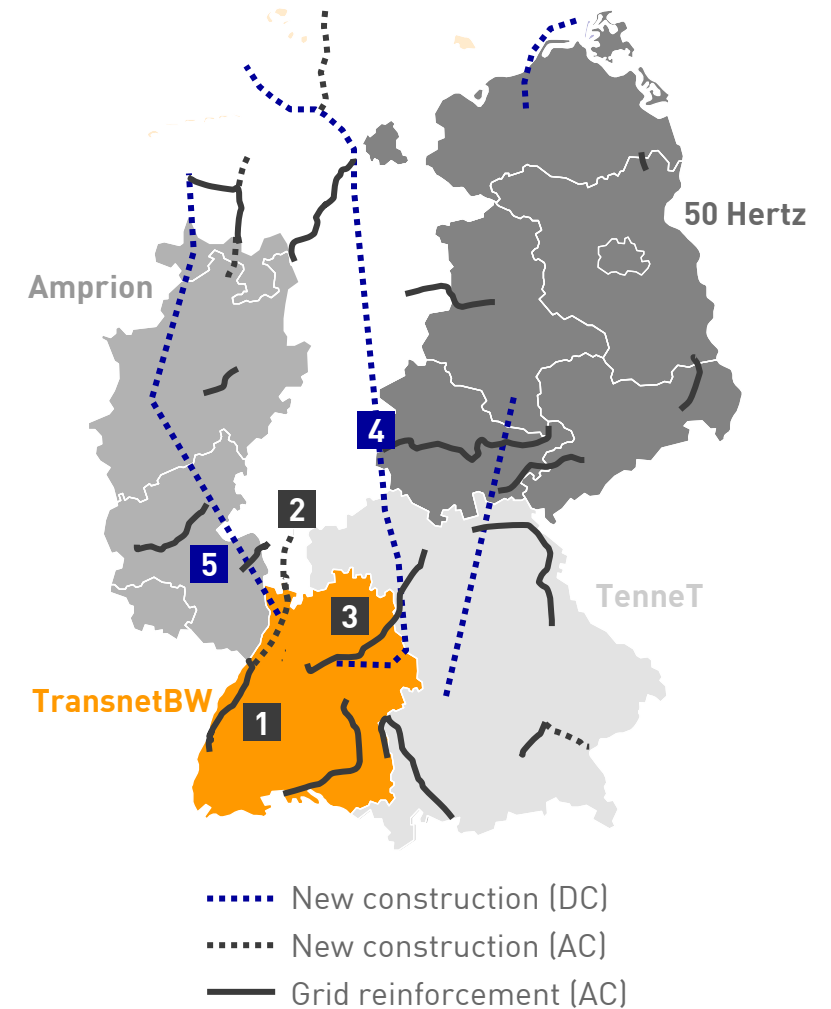 50 Hertz
Amprion
4
2
5
TenneT
3
TransnetBW
1
New construction (DC)
New construction (AC)
Grid reinforcement (AC)